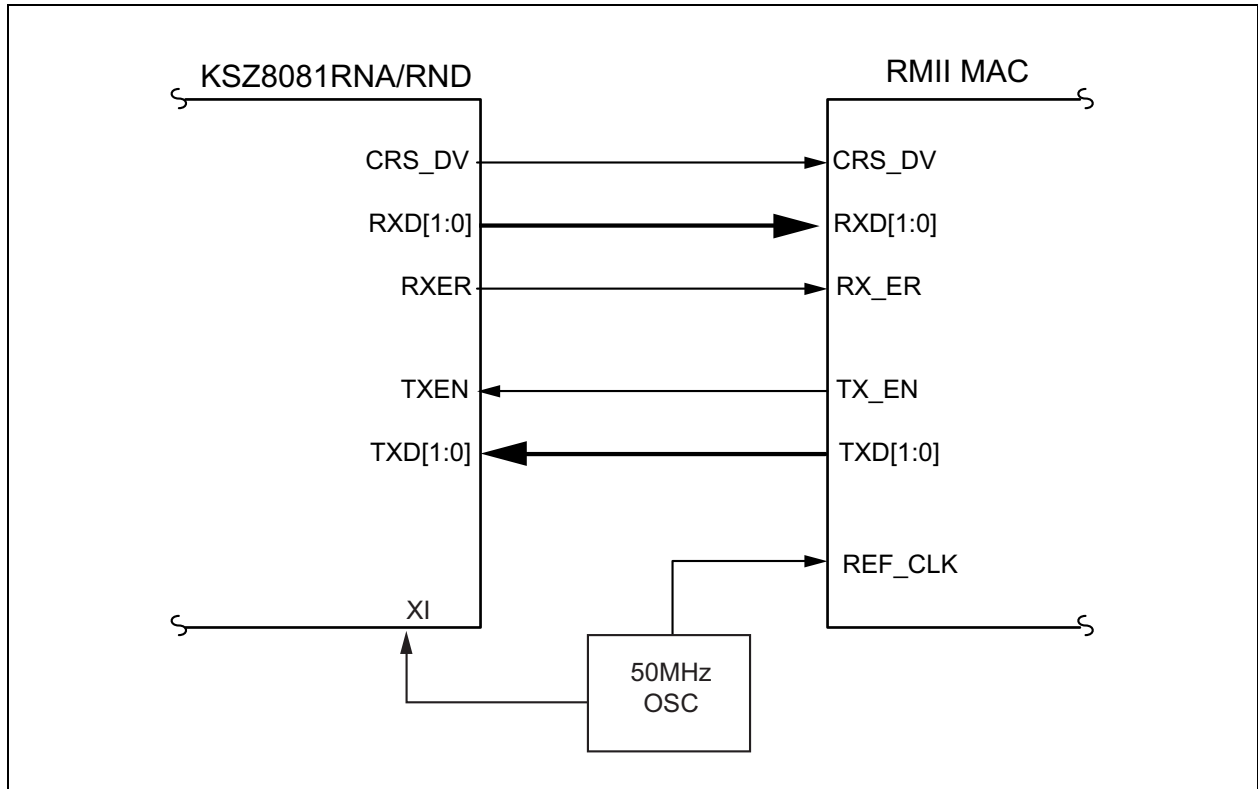 KSZ8081RNA/RND
RMII MAC
CRS_DV
CRS_DV
RXD[1:0]
RXD[1:0]
RXER
RX_ER
TXEN
TX_EN
TXD[1:0]
TXD[1:0]
REF_CLK
XI
50MHz
OSC